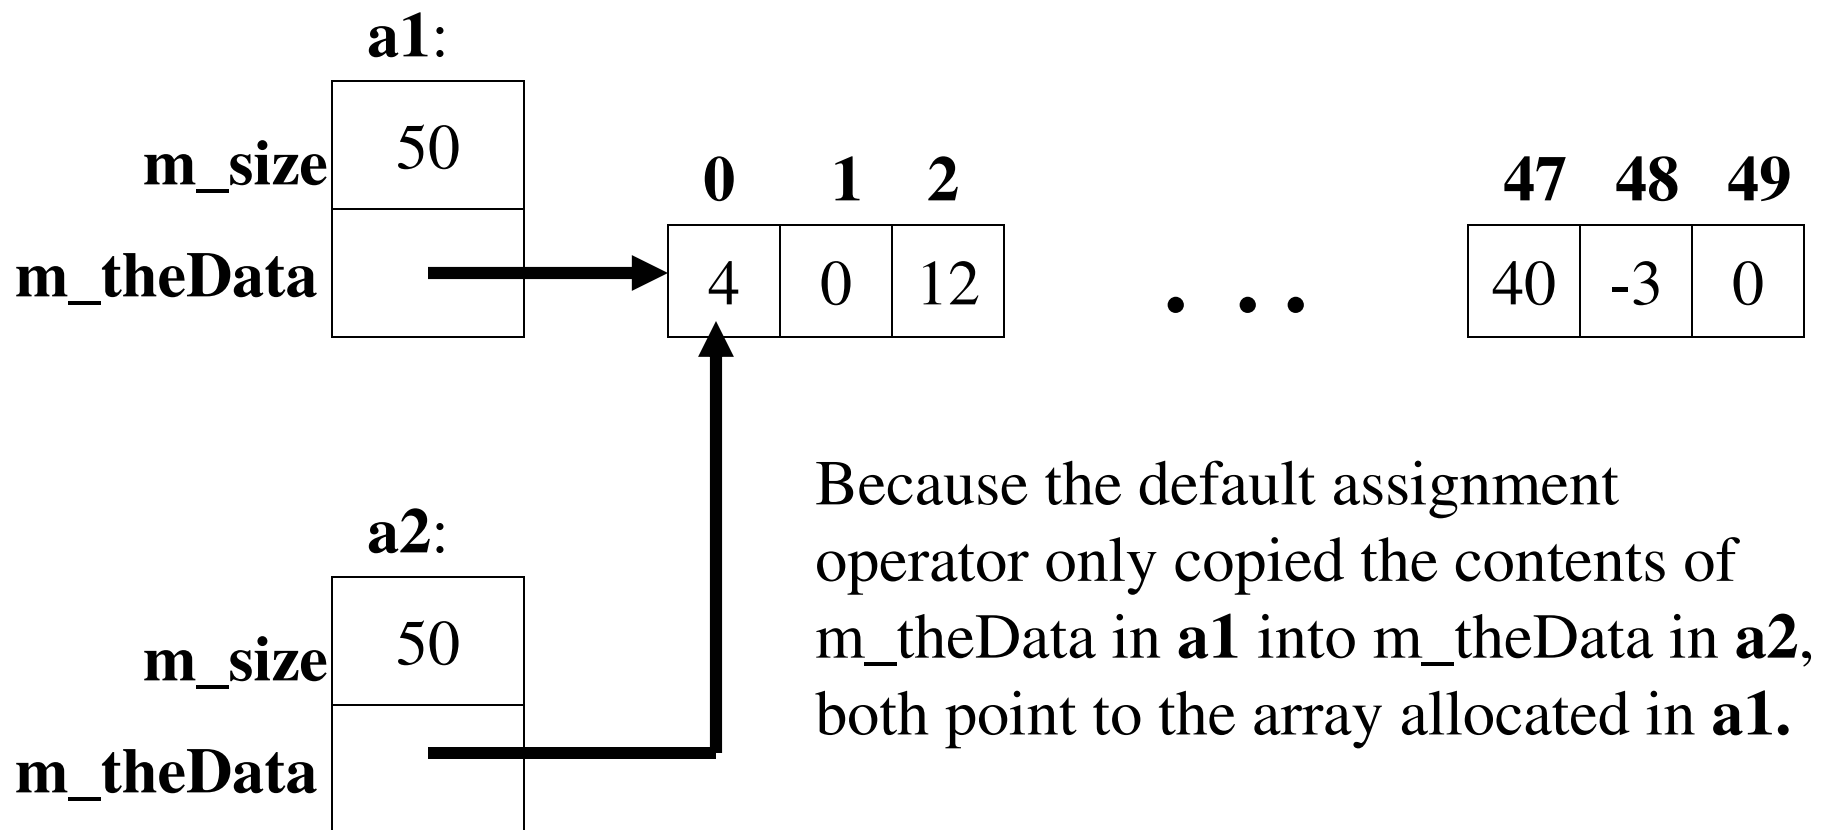 a1:
m_size 50
0 1 2 47 48 49
m_theData
4 0 12 . . . 40 -3 0
Because the default assignment
operator only copied the contents of
m_theData in a1 into m_theData in a2,
both point to the array allocated in a1.
a2:
m_size 50
m_theData